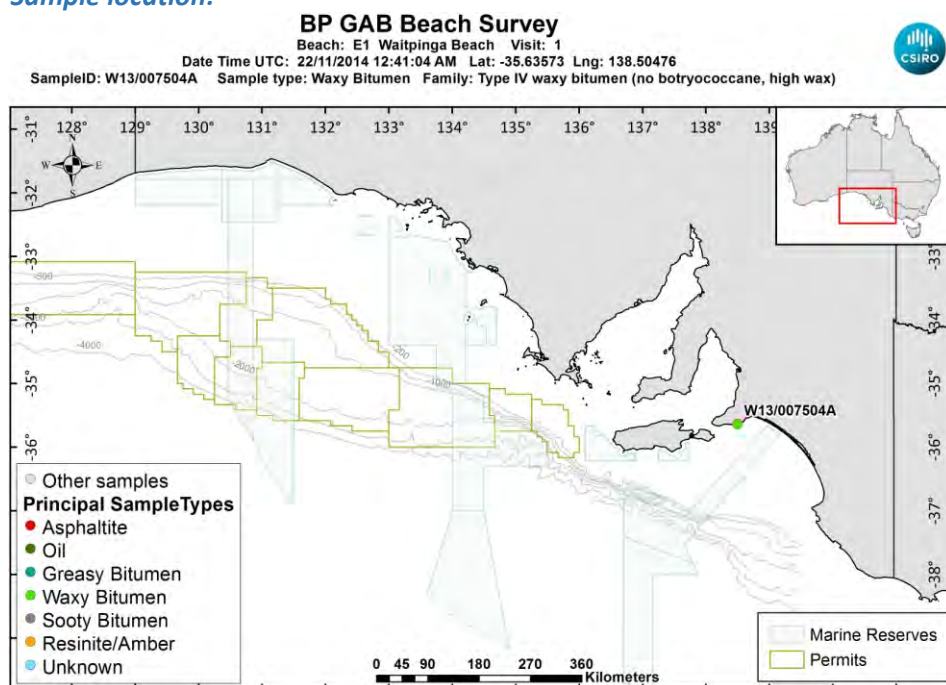 Sample location:
BP GAB Beach Survey
Beach: E1 Waitpinga Beach Visit: 1
Date Time UTC: 22/11/2014 12:41:04 AM Lat: -35.63573 Lng: 138.50476
SampleID: W13/007504A Sample type: Waxy Bitumen Family: Type IV waxy bitumen (no botryococcane, high wax)
CSIRO
128° 129° 130° 131° 132° 133° 134° 135° 136° 137° 138° 139
-31°
-32°
-33°
-34°
-35°
-36°
-33°
-34°
-35°
-36°
-37°
-38°
N
W E
S
-4000
-2000
-200
-1000
W13/007504A
Other samples
Principal SampleTypes
Asphaltite
Oil
Greasy Bitumen
Waxy Bitumen
Sooty Bitumen
Resinite/Amber
Unknown
0 45 90 180 270 360
Kilometers
Marine Reserves
Permits